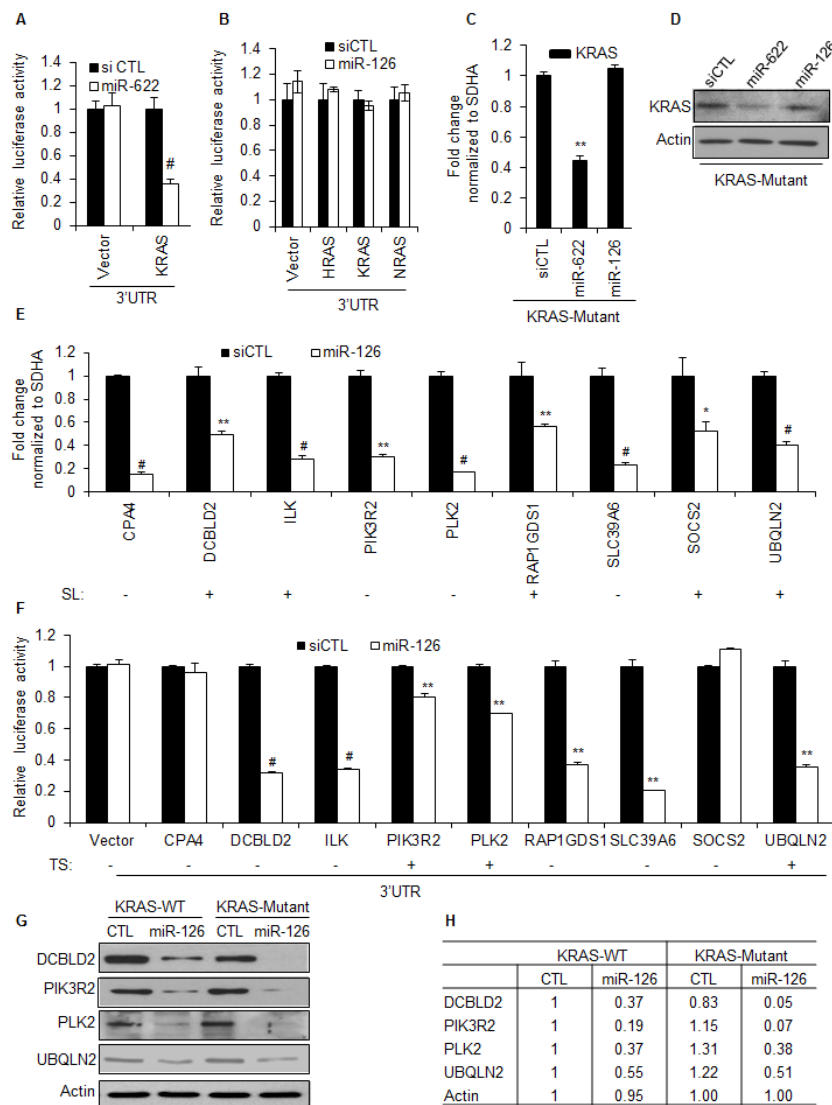 A
Relative luciferase activity
1.4
1.2
1
0.8
0.6
0.4
0.2
0
si CTL
miR-622
#
Vector
KRAS
3'UTR
B
Relative luciferase activity
1.4
1.2
1
0.8
0.6
0.4
0.2
0
siCTL
miR-126
Vector
HRAS
KRAS
NRAS
3'UTR
C
Fold change
normalized to SDHA
1.2
1
0.8
0.6
0.4
0.2
0
KRAS
**
siCTL
miR-622
miR-126
KRAS-Mutant
D
siCTL
miR-622
miR-126
KRAS
Actin
KRAS-Mutant
E
Fold change
normalized to SDHA
1.2
1
0.8
0.6
0.4
0.2
0
siCTL
miR-126
# ** # ** # ** # * #
CPA4
DCBLD2
ILK
PIK3R2
PLK2
RAP1GDS1
SLC39A6
SOCS2
UBQLN2
SL: - + + - - + - + +
F
Relative luciferase activity
1.2
1
0.8
0.6
0.4
0.2
0
siCTL
miR-126
# # ** ** ** ** **
Vector CPA4 DCBLD2 ILK PIK3R2 PLK2 RAP1GDS1 SLC39A6 SOCS2 UBQLN2
TS: - - - - + + - - - +
3'UTR
G
KRAS-WT KRAS-Mutant
CTL miR-126 CTL miR-126
DCBLD2
PIK3R2
PLK2
UBQLN2
Actin
H
KRAS-WT KRAS-Mutant
CTL miR-126 CTL miR-126
DCBLD2 1 0.37 0.83 0.05
PIK3R2 1 0.19 1.15 0.07
PLK2 1 0.37 1.31 0.38
UBQLN2 1 0.55 1.22 0.51
Actin 1 0.95 1.00 1.00